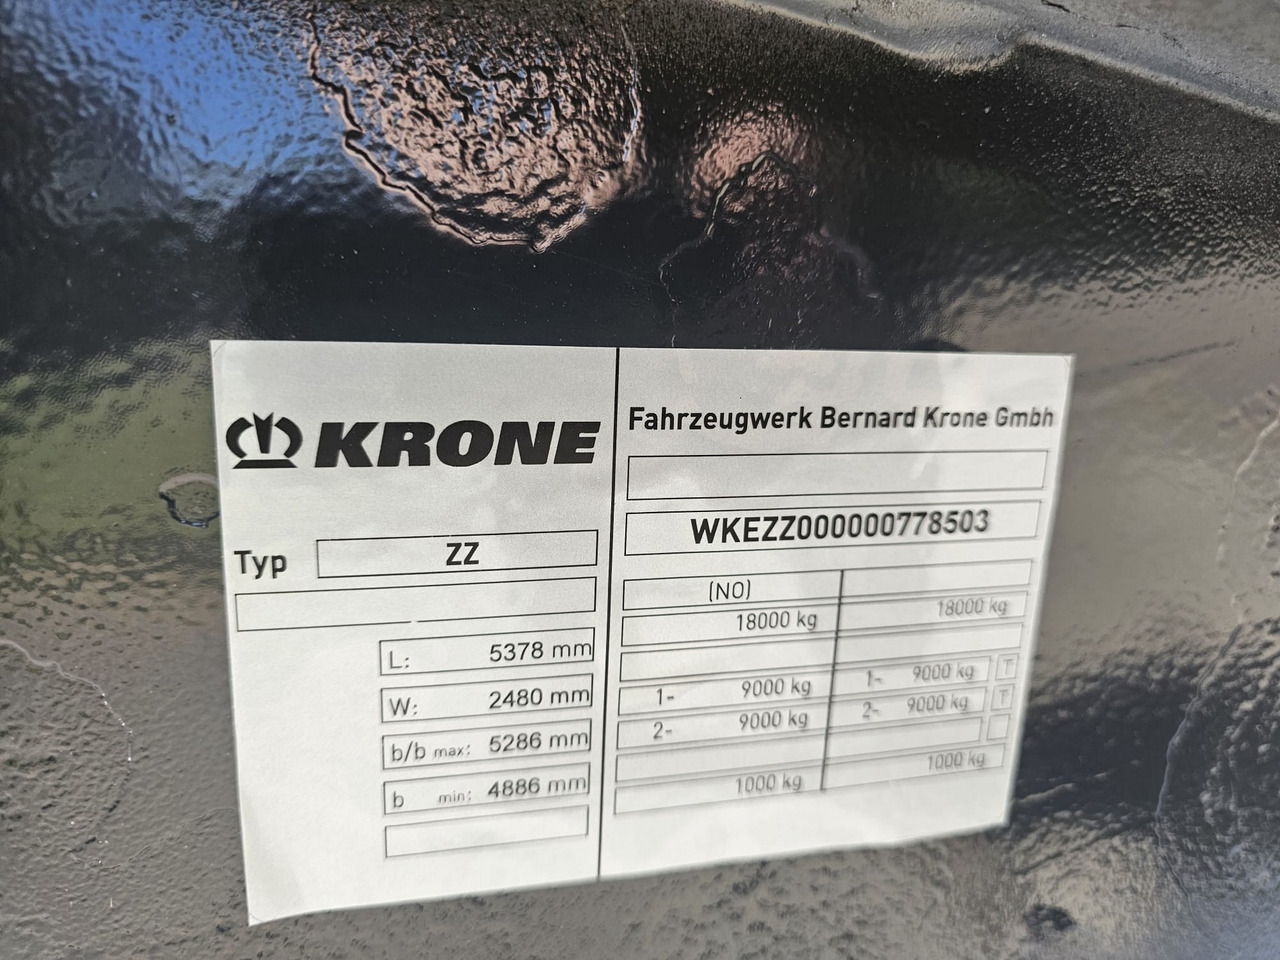 KRONE
Typ ZZ
L: 5378 mm
W: 2480 mm
b/b max: 5286 mm
b min: 4886 mm
Fahrzeugwerk Bernard Krone Gmbh
WKEZZ000000778503
(NO)
18000 kg 18000 kg
1- 9000 kg 1- 9000 kg T
2- 9000 kg 2- 9000 kg T
1000 kg 1000 kg